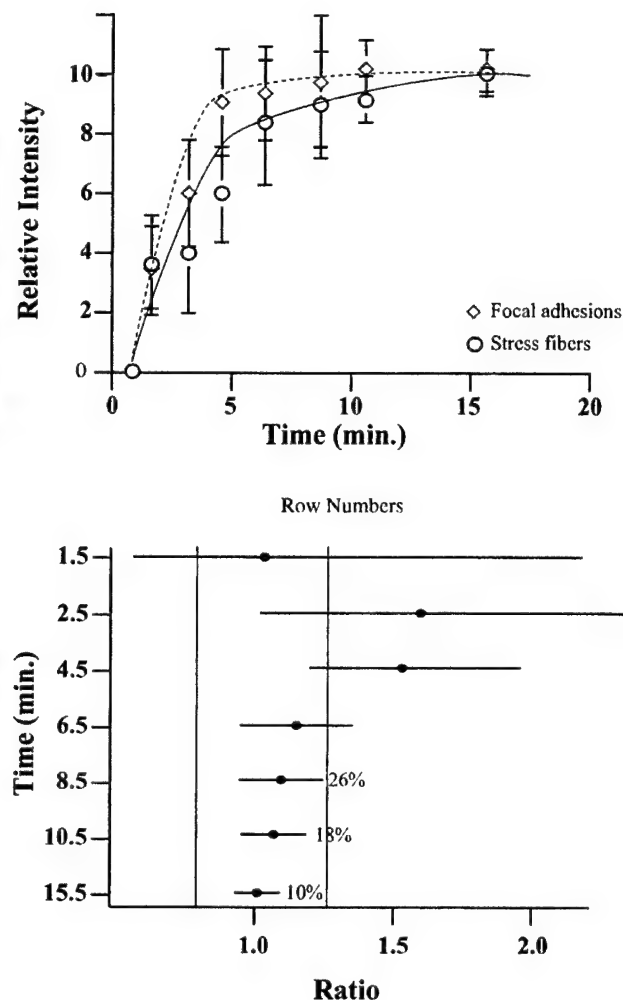 10
8
6
4
2
0
Relative Intensity
Focal adhesions
Stress fibers
0 5 10 15 20
Time (min.)
Row Numbers
1.5
2.5
4.5
6.5
8.5
10.5
15.5
Time (min.)
26%
18%
10%
1.0 1.5 2.0
Ratio